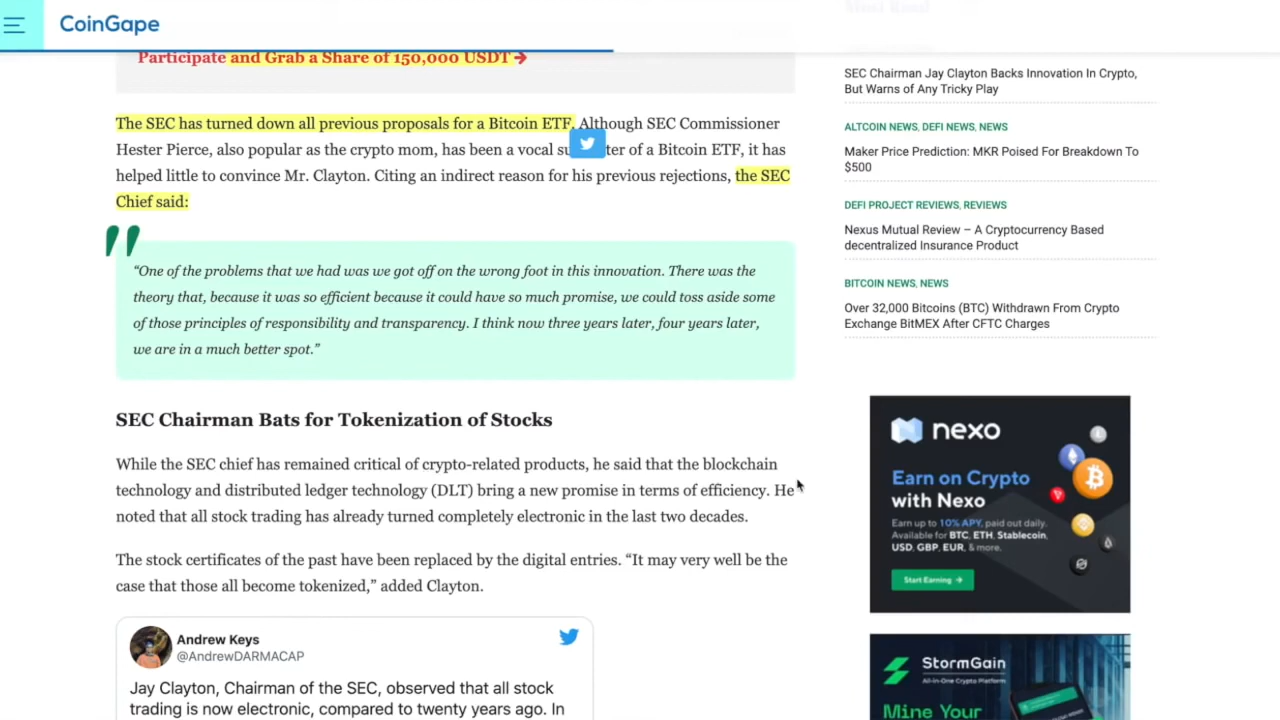 CoinGape
Participate and Grab a Share of 150,000 USDT
The SEC has turned down all previous proposals for a Bitcoin ETF. Although SEC Commissioner
Hester Pierce, also popular as the crypto mom, has been a vocal su ter of a Bitcoin ETF, it has
helped little to convince Mr. Clayton. Citing an indirect reason for his previous rejections, the SEC
Chief said:
“One of the problems that we had was we got off on the wrong foot in this innovation. There was the
theory that, because it was so efficient because it could have so much promise, we could toss aside some
of those principles of responsibility and transparency. I think now three years later, four years later,
we are in a much better spot.”
SEC Chairman Bats for Tokenization of Stocks
While the SEC chief has remained critical of crypto-related products, he said that the blockchain
technology and distributed ledger technology (DLT) bring a new promise in terms of efficiency. He
noted that all stock trading has already turned completely electronic in the last two decades.
The stock certificates of the past have been replaced by the digital entries. “It may very well be the
case that those all become tokenized,” added Clayton.
Andrew Keys
@AndrewDARMACAP
Jay Clayton, Chairman of the SEC, observed that all stock
trading is now electronic, compared to twenty years ago. In
Most Read
SEC Chairman Jay Clayton Backs Innovation In Crypto,
But Warns of Any Tricky Play
ALTCOIN NEWS, DEFI NEWS, NEWS
Maker Price Prediction: MKR Poised For Breakdown To
$500
DEFI PROJECT REVIEWS, REVIEWS
Nexus Mutual Review – A Cryptocurrency Based
decentralized Insurance Product
BITCOIN NEWS, NEWS
Over 32,000 Bitcoins (BTC) Withdrawn From Crypto
Exchange BitMEX After CFTC Charges
nexo
Earn on Crypto
with Nexo
Earn up to 10% APY, paid out daily.
Available for BTC, ETH, Stablecoin,
USD, GBP, EUR, & more.
Start Earning
StormGain
All-in-One Crypto Platform
Mine Your